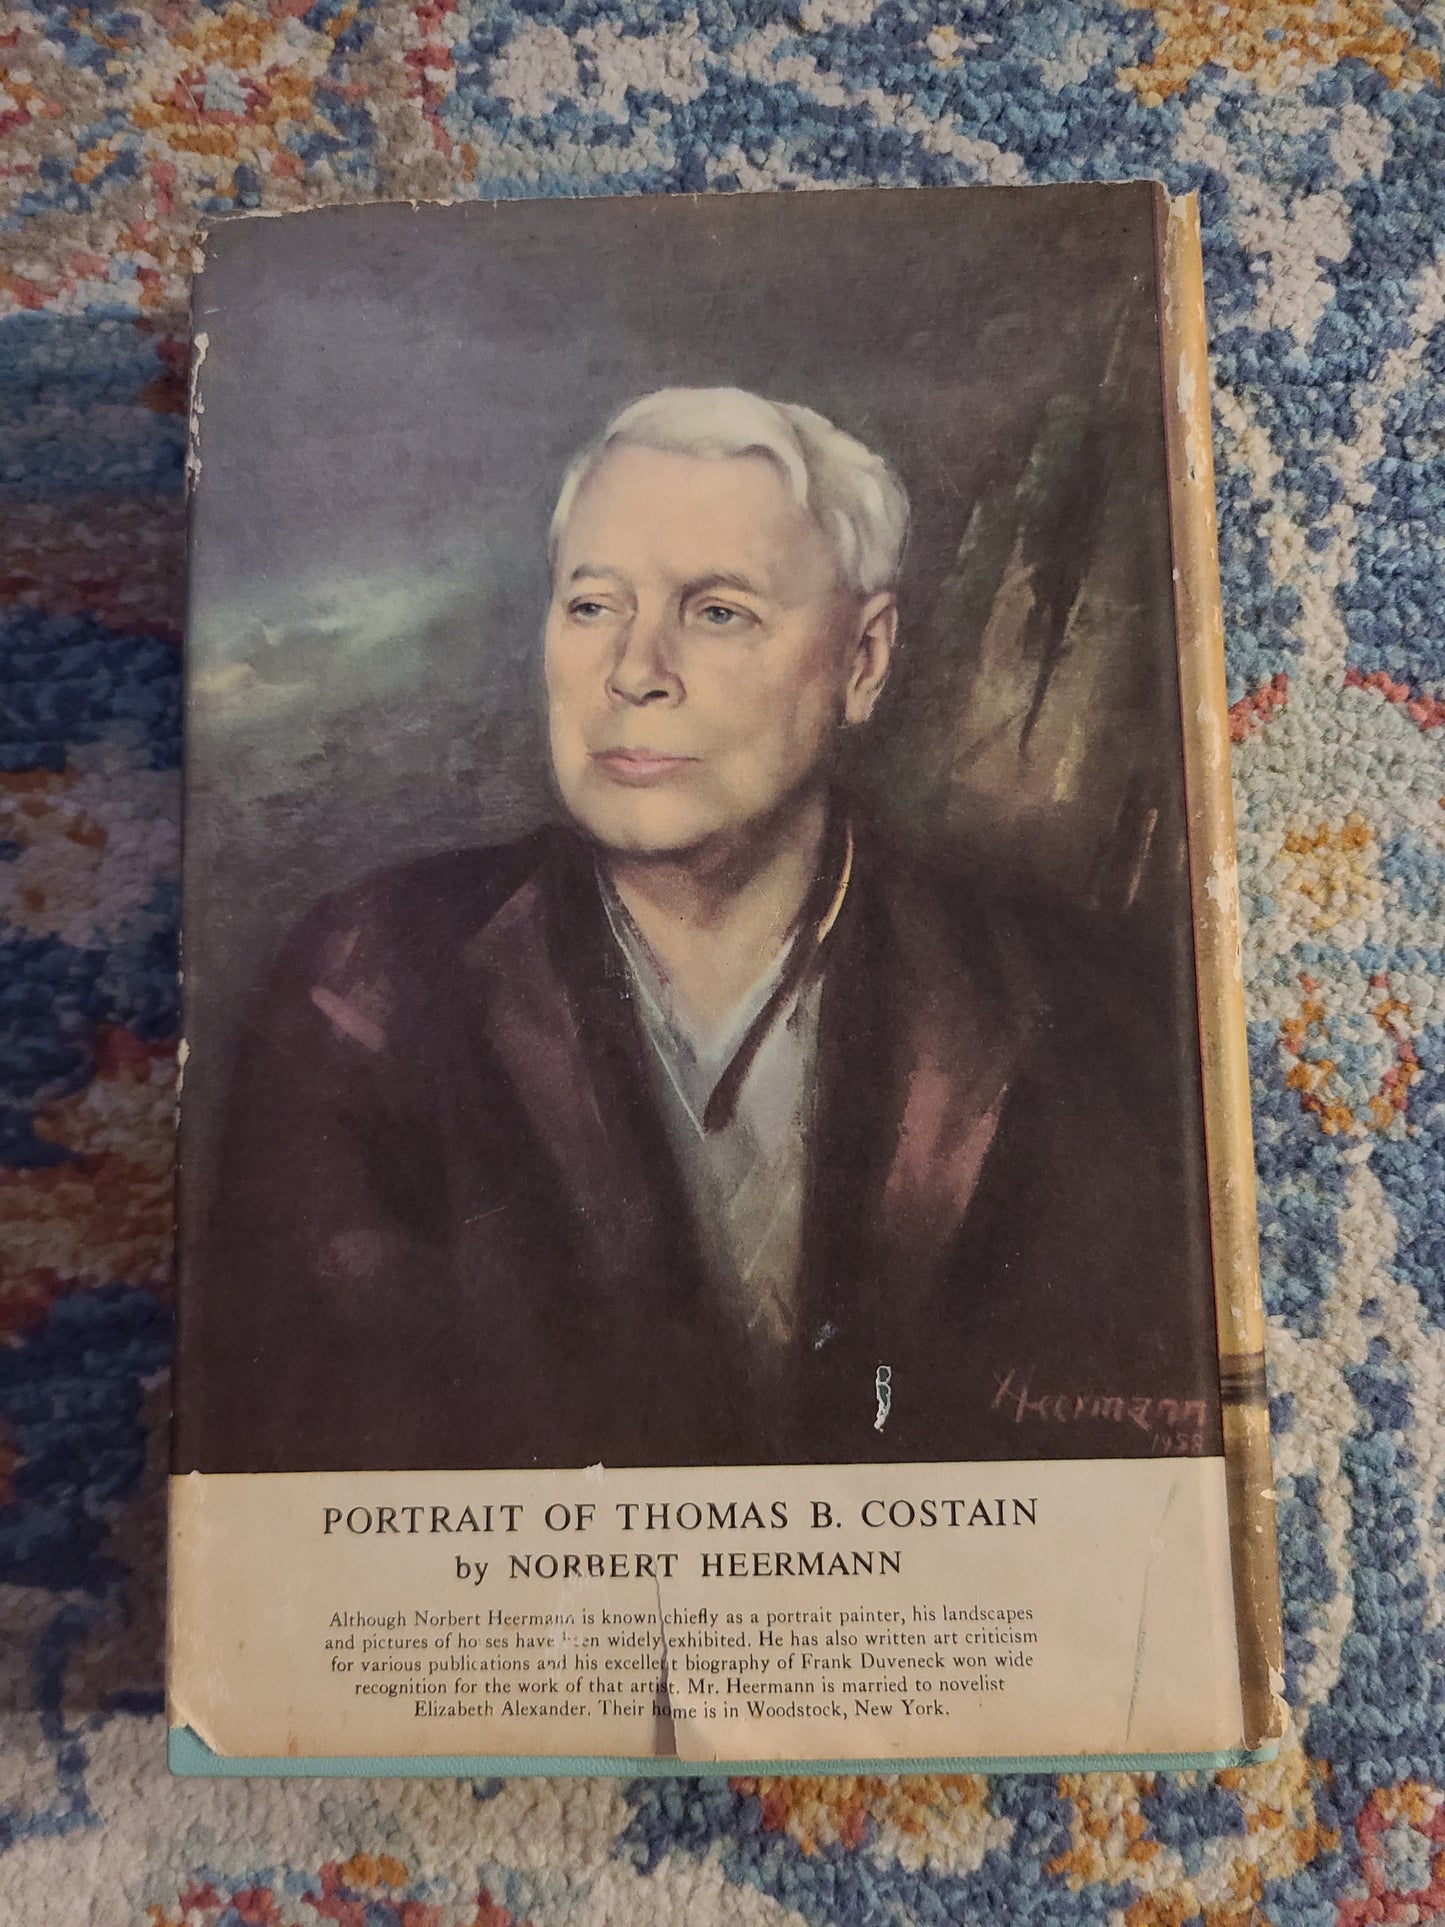 Heermann
1958
PORTRAIT OF THOMAS B. COSTAIN
by NORBERT HEERMANN
Although Norbert Heermann is known chiefly as a portrait painter, his landscapes
and pictures of horses have been widely exhibited. He has also written art criticism
for various publications and his excellent biography of Frank Duveneck won wide
recognition for the work of that artist. Mr. Heermann is married to novelist
Elizabeth Alexander. Their home is in Woodstock, New York.